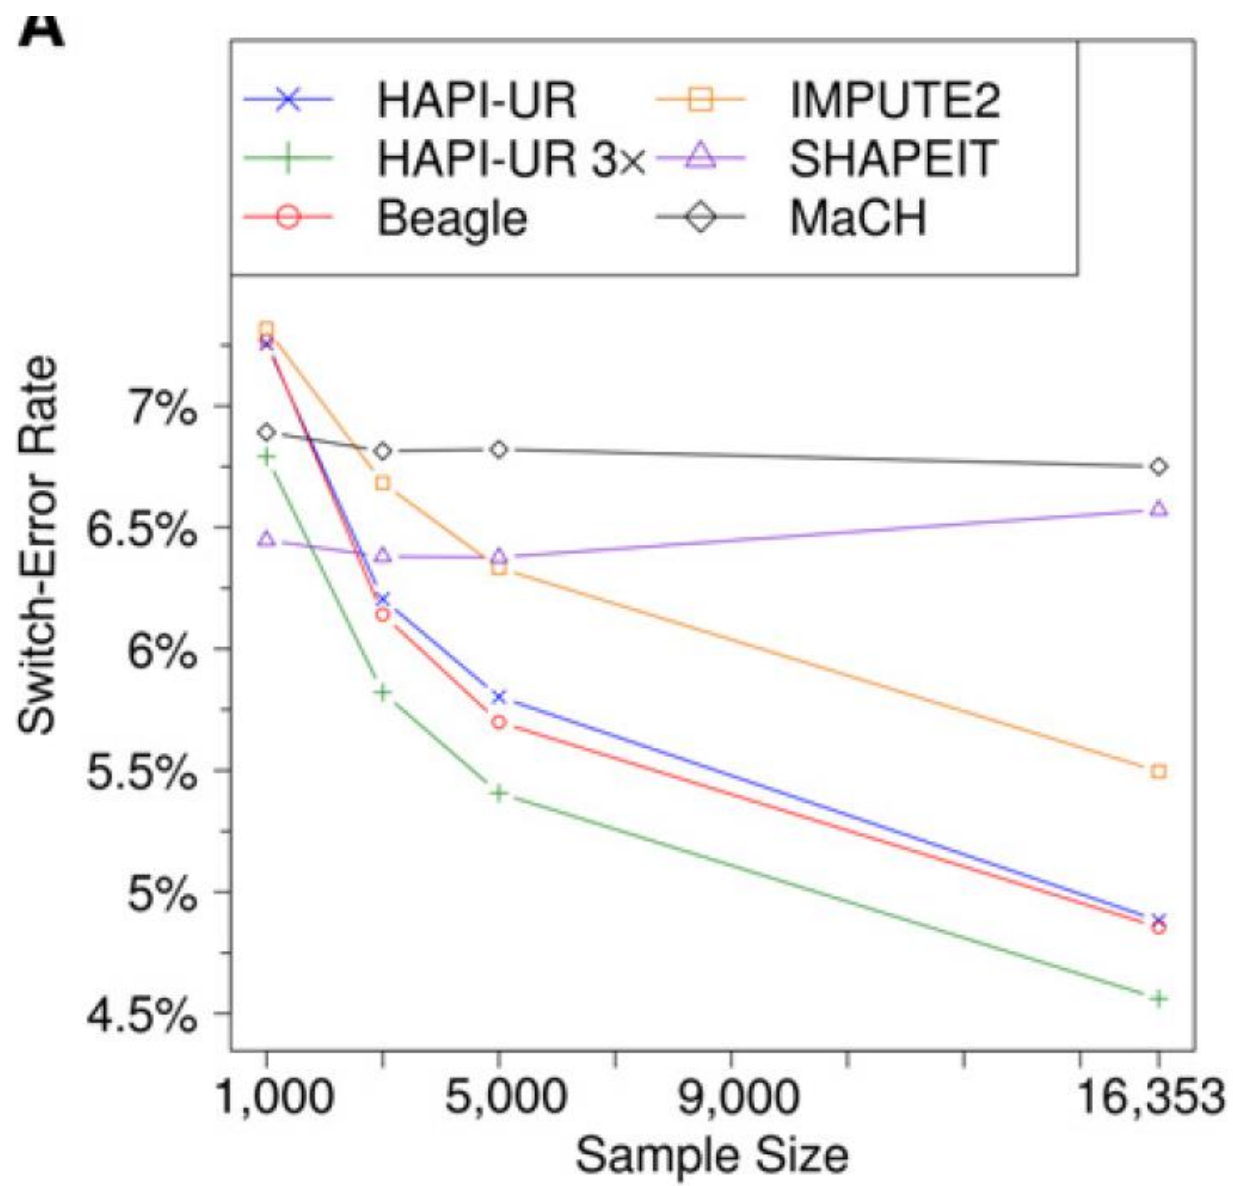 A
HAPI-UR
IMPUTE2
HAPI-UR 3×
SHAPEIT
Beagle
MaCH
Switch-Error Rate
7%
6.5%
6%
5.5%
5%
4.5%
1,000
5,000
9,000
16,353
Sample Size